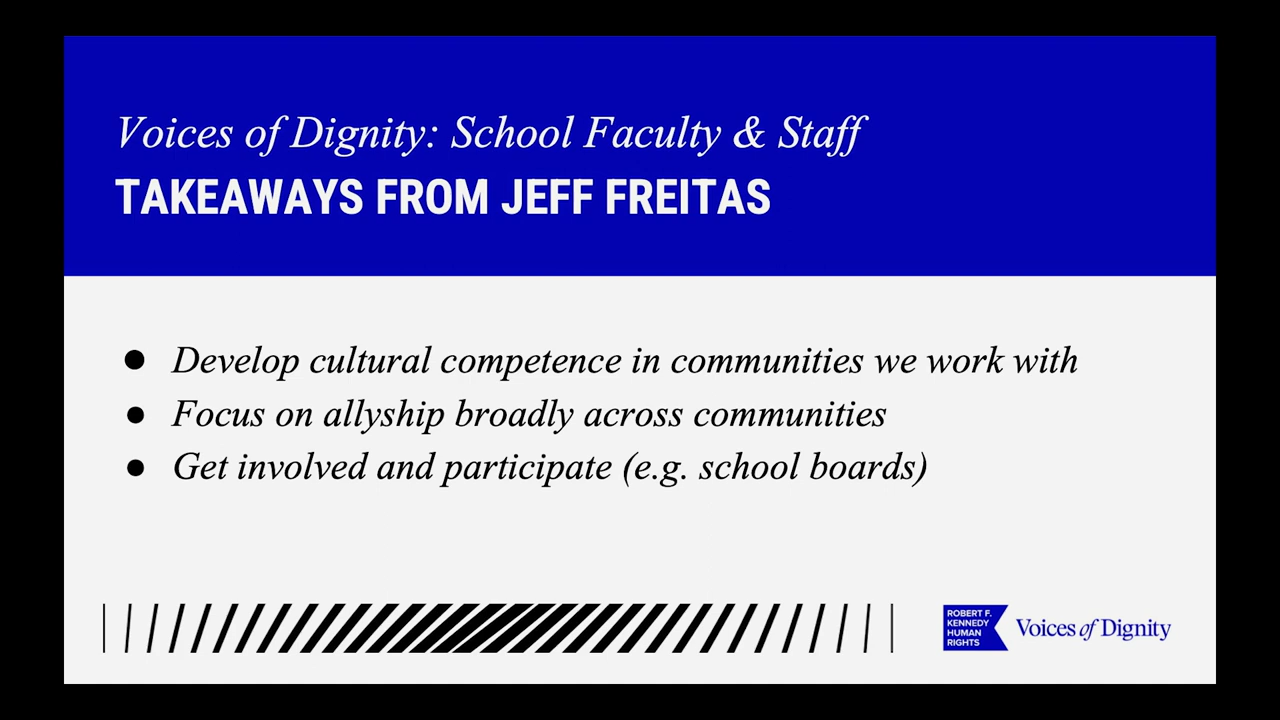 Voices of Dignity: School Faculty & Staff
TAKEAWAYS FROM JEFF FREITAS
● Develop cultural competence in communities we work with
● Focus on allyship broadly across communities
● Get involved and participate (e.g. school boards)
ROBERT F.
KENNEDY
HUMAN
RIGHTS
Voices of Dignity